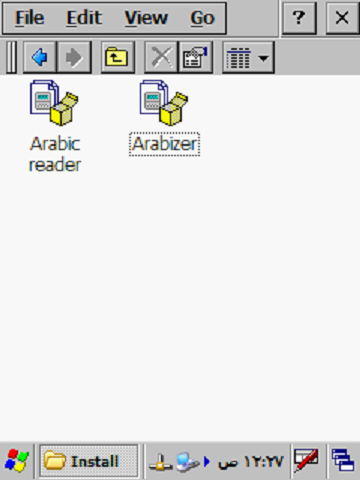 File Edit View Go ? ×
Arabic
reader
Arabizer
Install
١٢:٢٧ ص